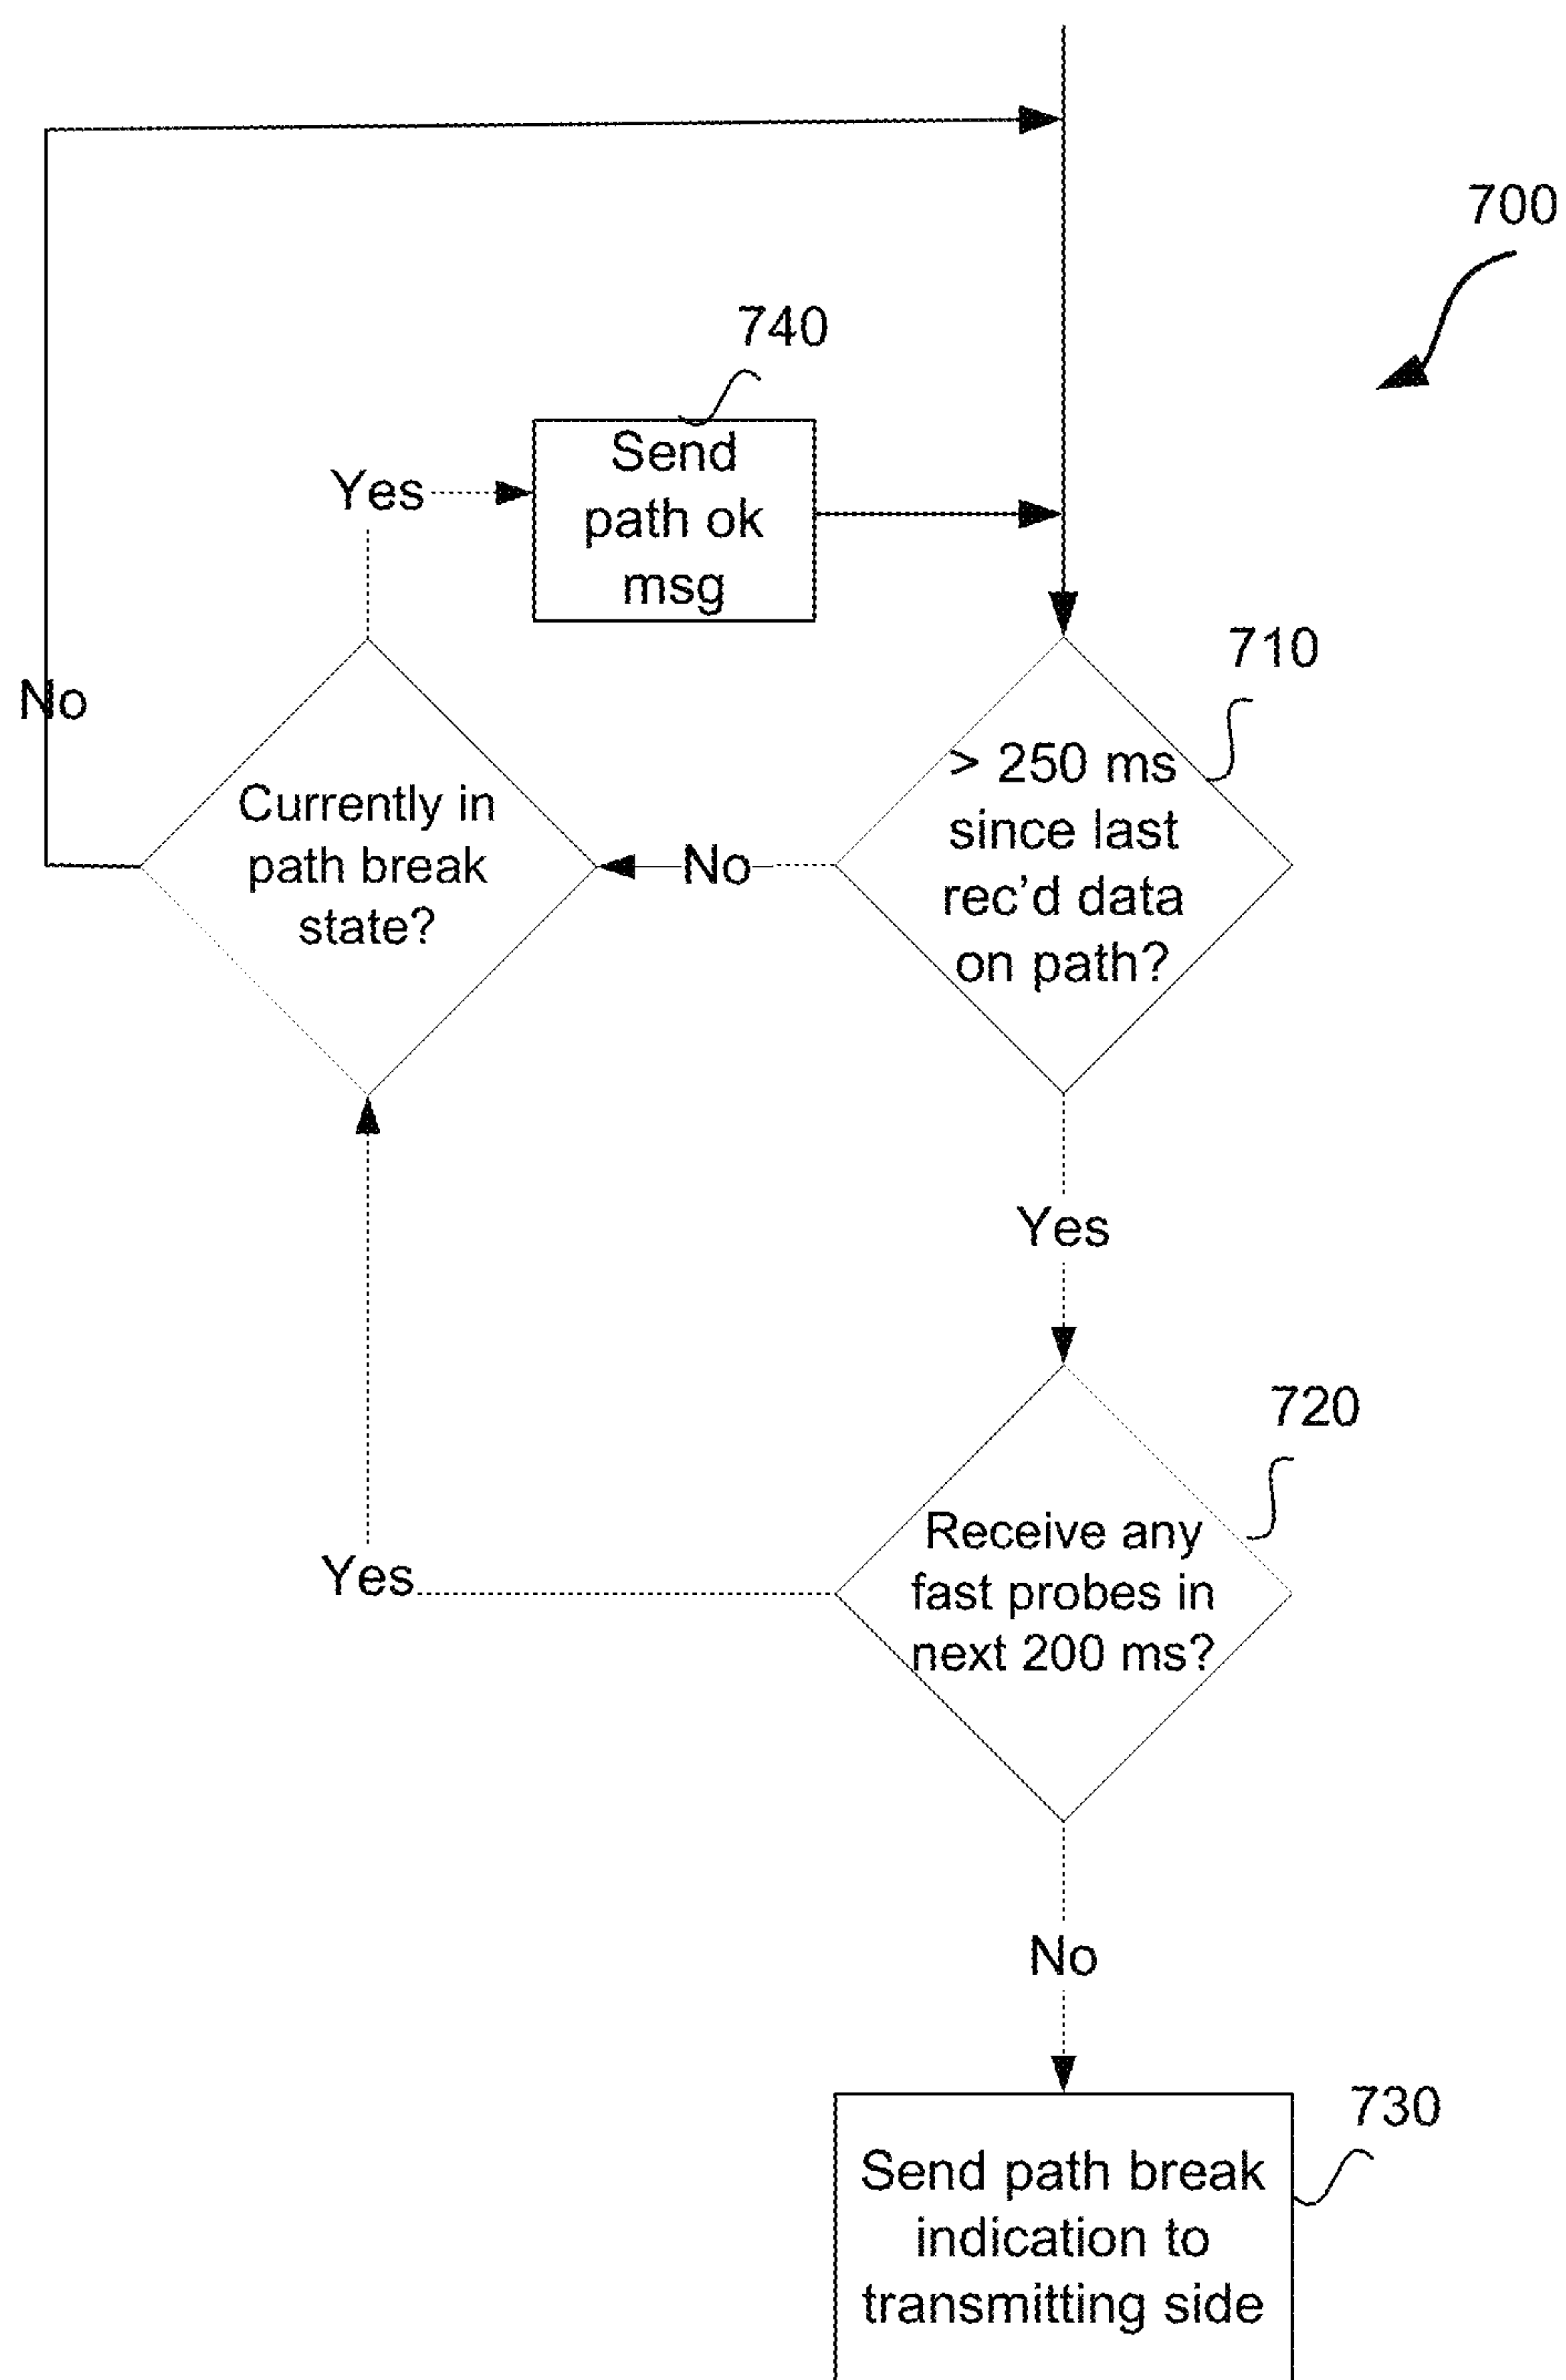 700
740
Send
path ok
msg
Yes
710
No
> 250 ms
since last
rec'd data
on path?
Currently in
path break
state?
No
Yes
720
Receive any
fast probes in
next 200 ms?
Yes
No
730
Send path break
indication to
transmitting side